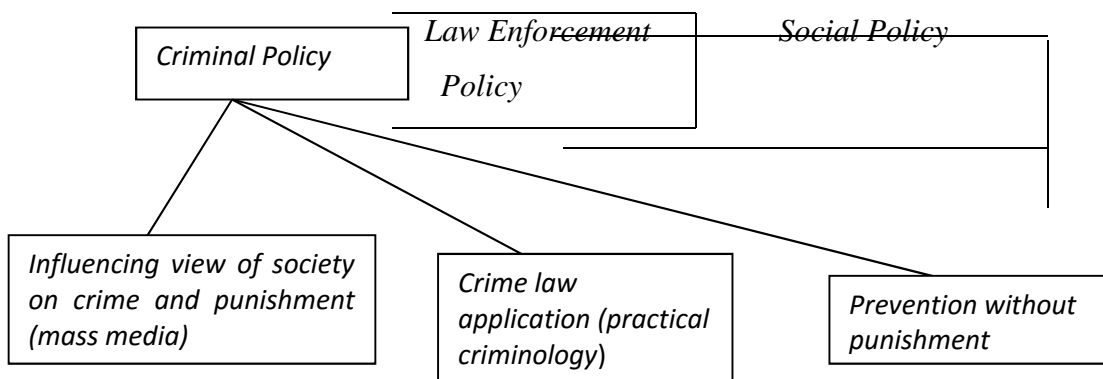 Criminal Policy
Law Enforcement
Policy
Social Policy
Influencing view of society
on crime and punishment
(mass media)
Crime law
application (practical
criminology)
Prevention without
punishment